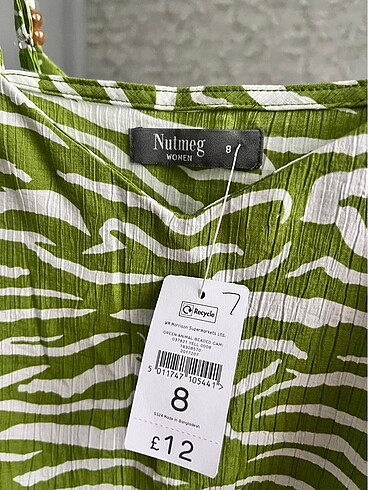 Nutmeg 8
WOMEN
7
Recycle
WM Morrison Supermarkets Ltd.
GREEN ANIMAL BEADED CAMI
5 011747 105441 >
8
SS24 Made in Bangladesh
£12